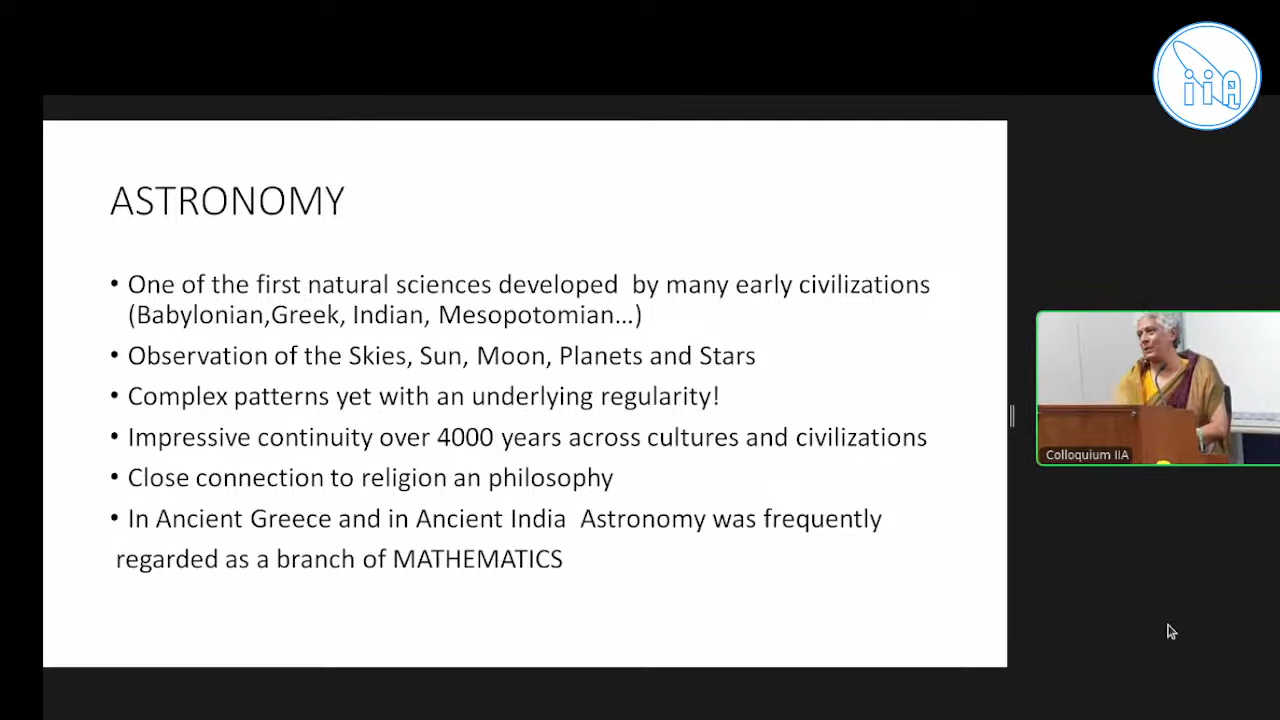 iiA
ASTRONOMY
• One of the first natural sciences developed by many early civilizations
(Babylonian,Greek, Indian, Mesopotomian...)
• Observation of the Skies, Sun, Moon, Planets and Stars
• Complex patterns yet with an underlying regularity!
• Impressive continuity over 4000 years across cultures and civilizations
• Close connection to religion an philosophy
• In Ancient Greece and in Ancient India Astronomy was frequently
regarded as a branch of MATHEMATICS
Colloquium IIA